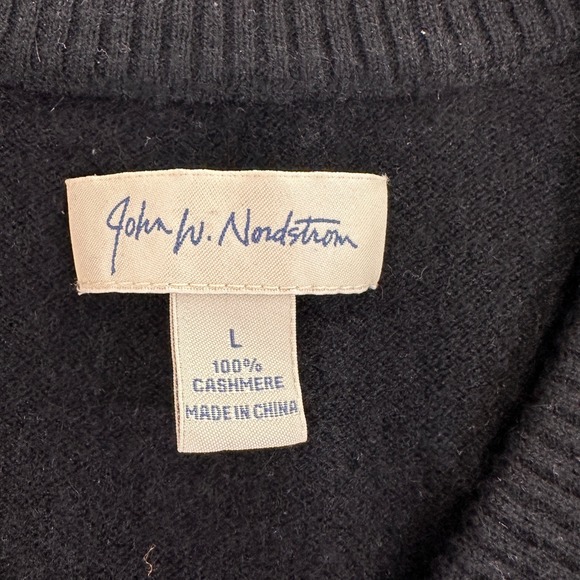 John W. Nordstrom
L
100%
CASHMERE
MADE IN CHINA